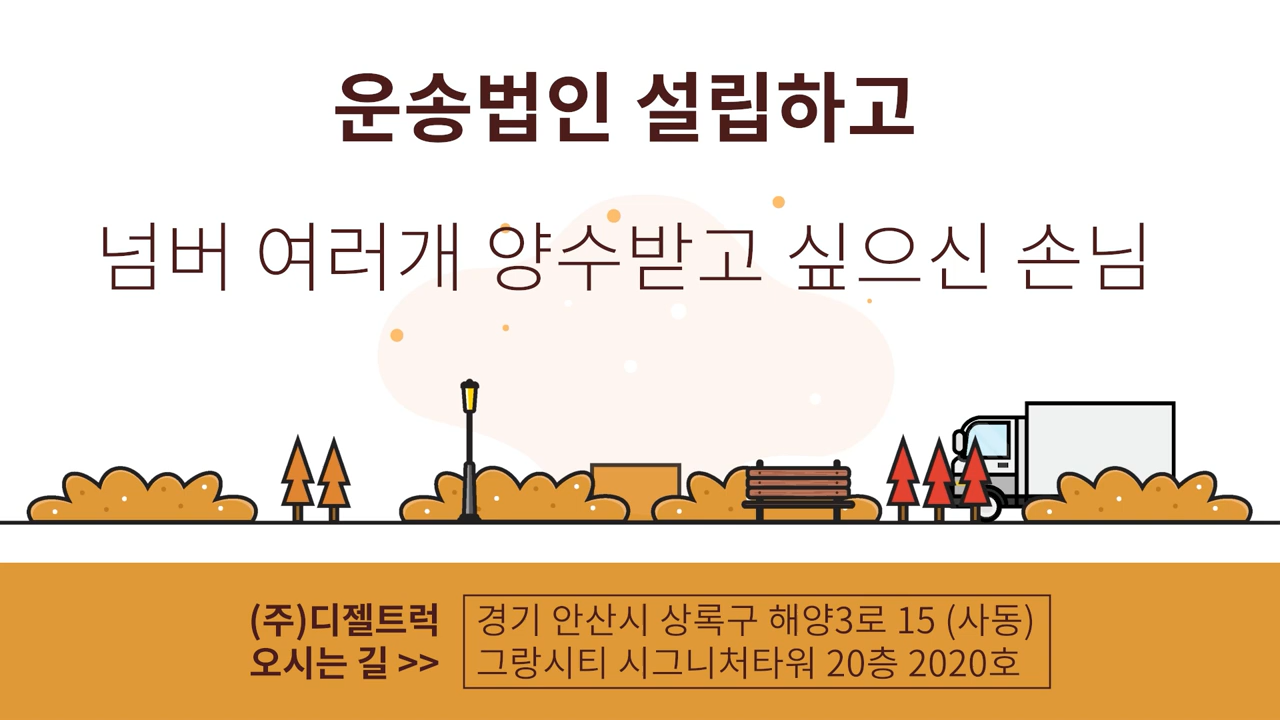 운송법인 설립하고
넘버 여러개 양수받고 싶으신 손님
(주)디젤트럭
오시는 길 >>
경기 안산시 상록구 해양3로 15 (사동)
그랑시티 시그니처타워 20층 2020호